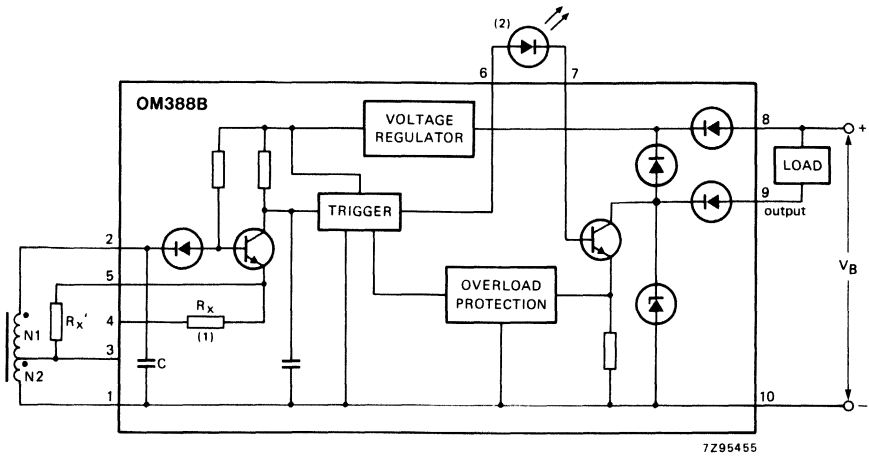 (2)
6
7
OM388B
VOLTAGE
REGULATOR
8
+
LOAD
9
output
TRIGGER
2
5
OVERLOAD
PROTECTION
VB
Rx
4
(1)
Rx'
N1
3
C
N2
1
10
−
7Z95455